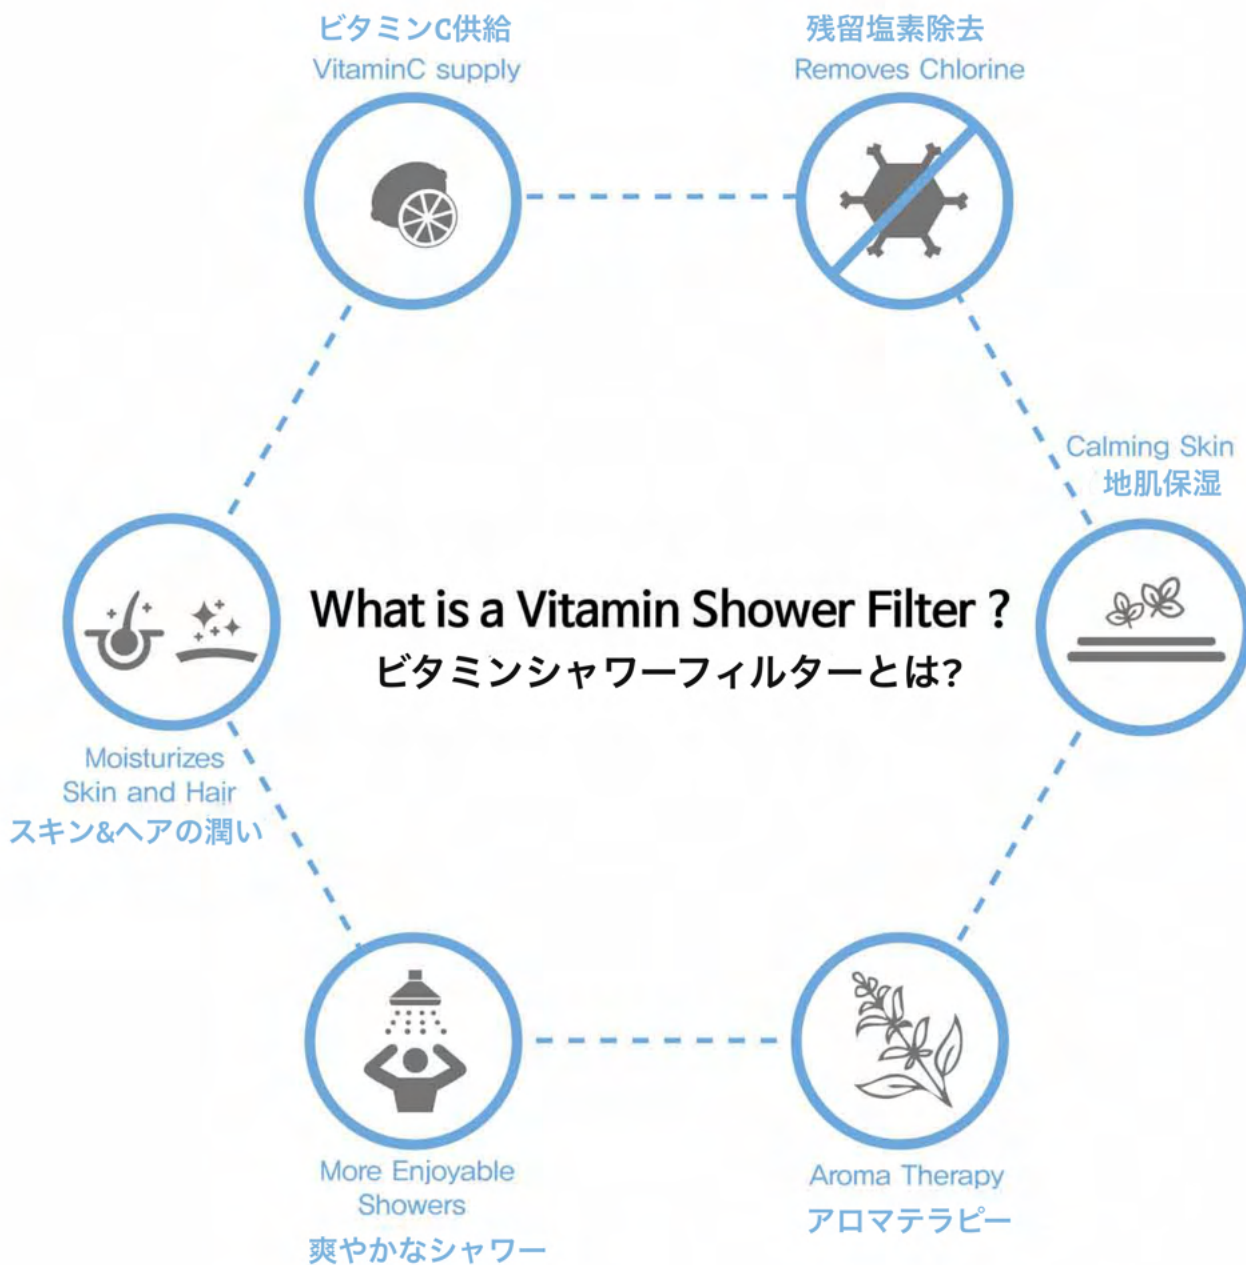 ビタミンC供給
VitaminC supply
残留塩素除去
Removes Chlorine
Calming Skin
地肌保湿
What is a Vitamin Shower Filter ?
ビタミンシャワーフィルターとは?
Moisturizes
Skin and Hair
スキン&ヘアの潤い
More Enjoyable
Showers
爽やかなシャワー
Aroma Therapy
アロマテラピー